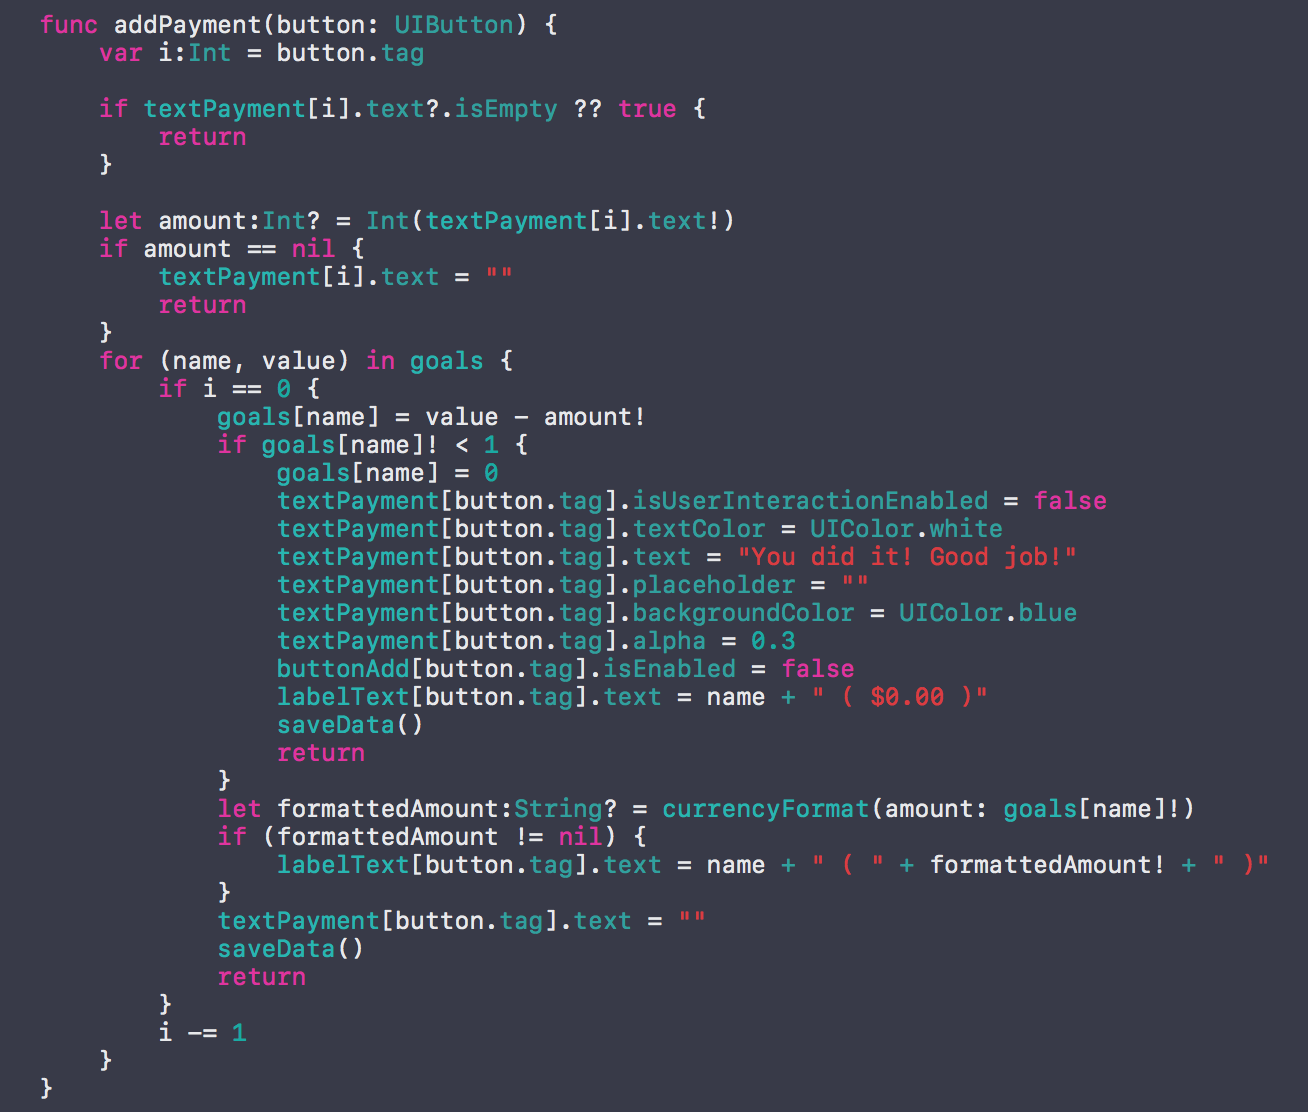 func addPayment(button: UIButton) {
    var i:Int = button.tag

    if textPayment[i].text?.isEmpty ?? true {
        return
    }

    let amount:Int? = Int(textPayment[i].text!)
    if amount == nil {
        textPayment[i].text = ""
        return
    }
    for (name, value) in goals {
        if i == 0 {
            goals[name] = value - amount!
            if goals[name]! < 1 {
                goals[name] = 0
                textPayment[button.tag].isUserInteractionEnabled = false
                textPayment[button.tag].textColor = UIColor.white
                textPayment[button.tag].text = "You did it! Good job!"
                textPayment[button.tag].placeholder = ""
                textPayment[button.tag].backgroundColor = UIColor.blue
                textPayment[button.tag].alpha = 0.3
                buttonAdd[button.tag].isEnabled = false
                labelText[button.tag].text = name + " ( $0.00 )"
                saveData()
                return
            }
            let formattedAmount:String? = currencyFormat(amount: goals[name]!)
            if (formattedAmount != nil) {
                labelText[button.tag].text = name + " ( " + formattedAmount! + " )"
            }
            textPayment[button.tag].text = ""
            saveData()
            return
        }
        i -= 1
    }
}